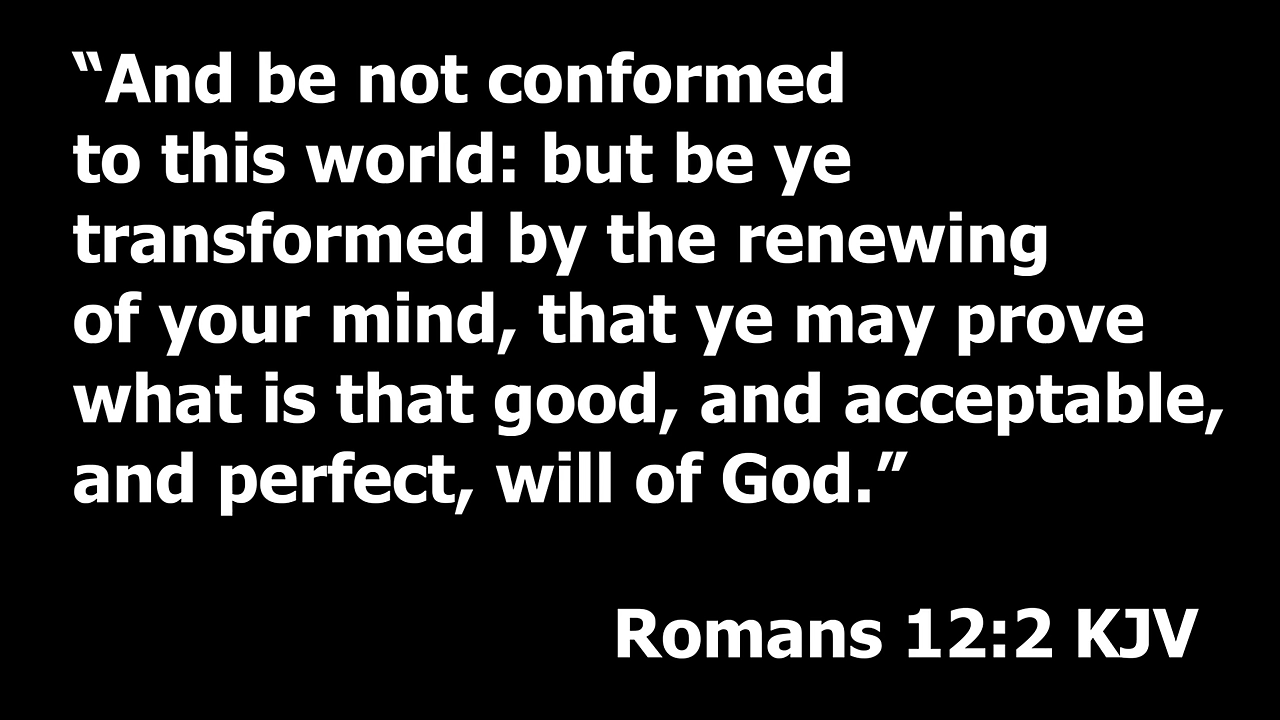 “And be not conformed
to this world: but be ye
transformed by the renewing
of your mind, that ye may prove
what is that good, and acceptable,
and perfect, will of God.”
Romans 12:2 KJV